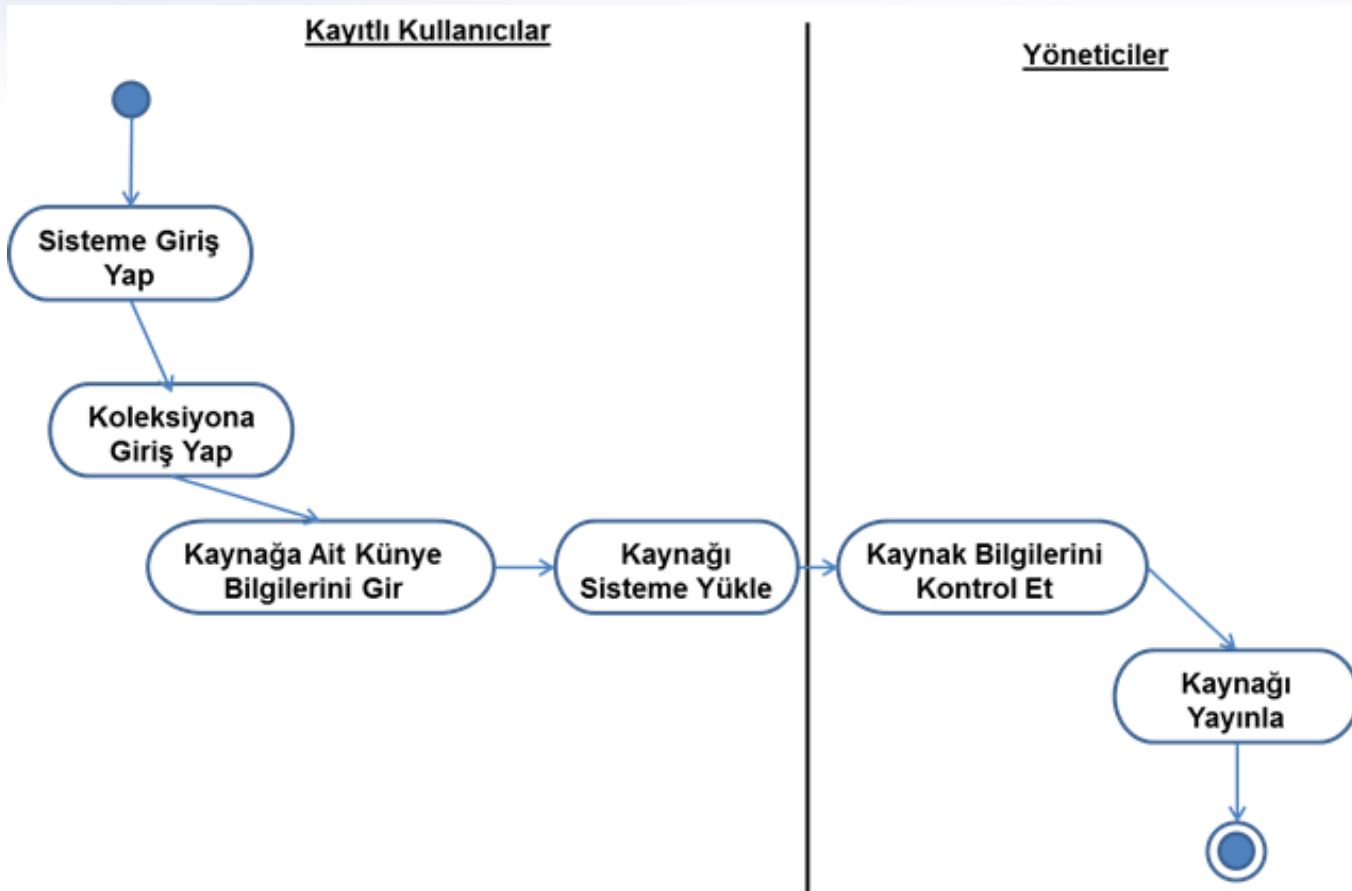 Kayıtlı Kullanıcılar
Yöneticiler
Sisteme Giriş
Yap
Koleksiyona
Giriş Yap
Kaynağa Ait Künye
Bilgilerini Gir
Kaynağı
Sisteme Yükle
Kaynak Bilgilerini
Kontrol Et
Kaynağı
Yayınla